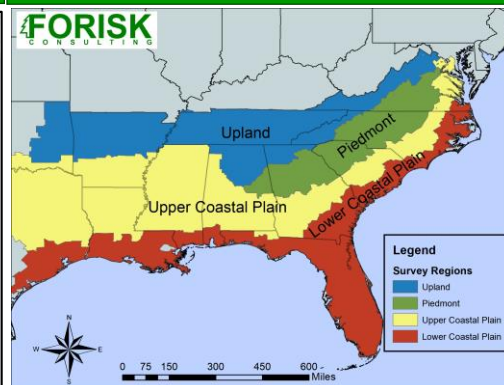 FORISK
CONSULTING
Upland
Piedmont
Upper Coastal Plain
Lower Coastal Plain
Legend
Survey Regions
Upland
Piedmont
Upper Coastal Plain
Lower Coastal Plain
N
W E
S
0 75 150 300 450 600
Miles